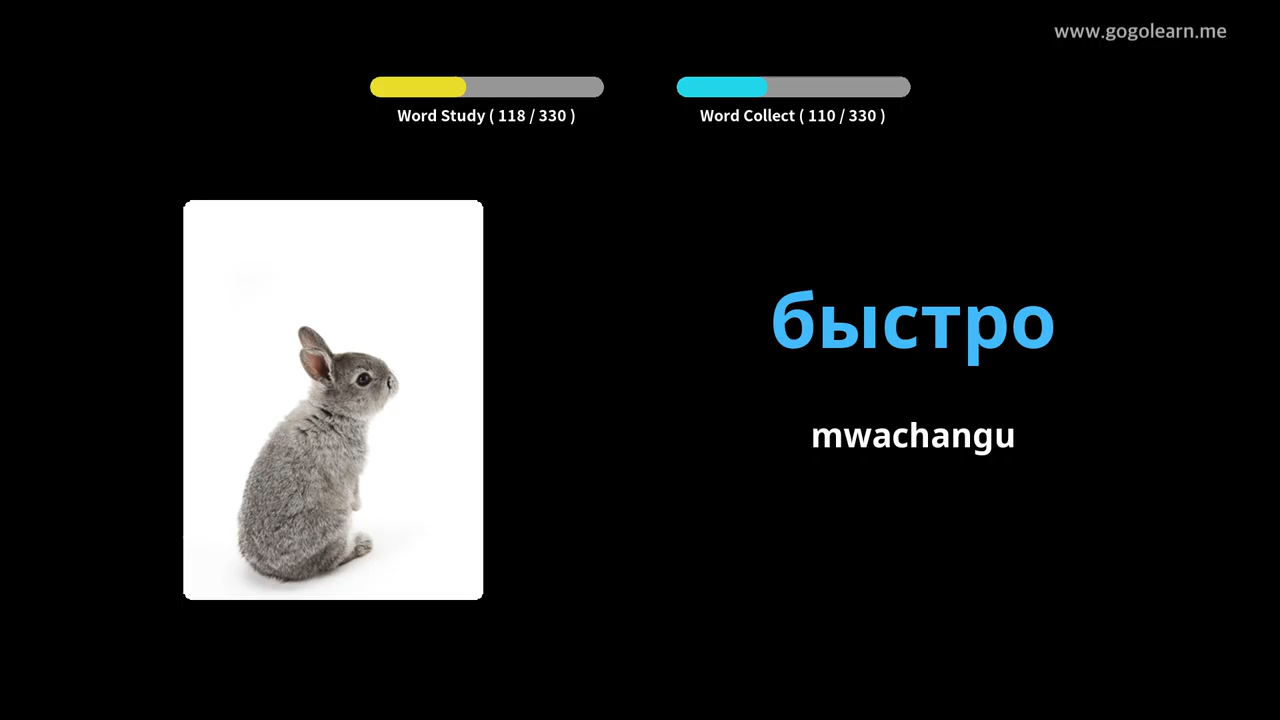 www.gogolearn.me
Word Study ( 118 / 330 )
Word Collect ( 110 / 330 )
быстро
mwachangu